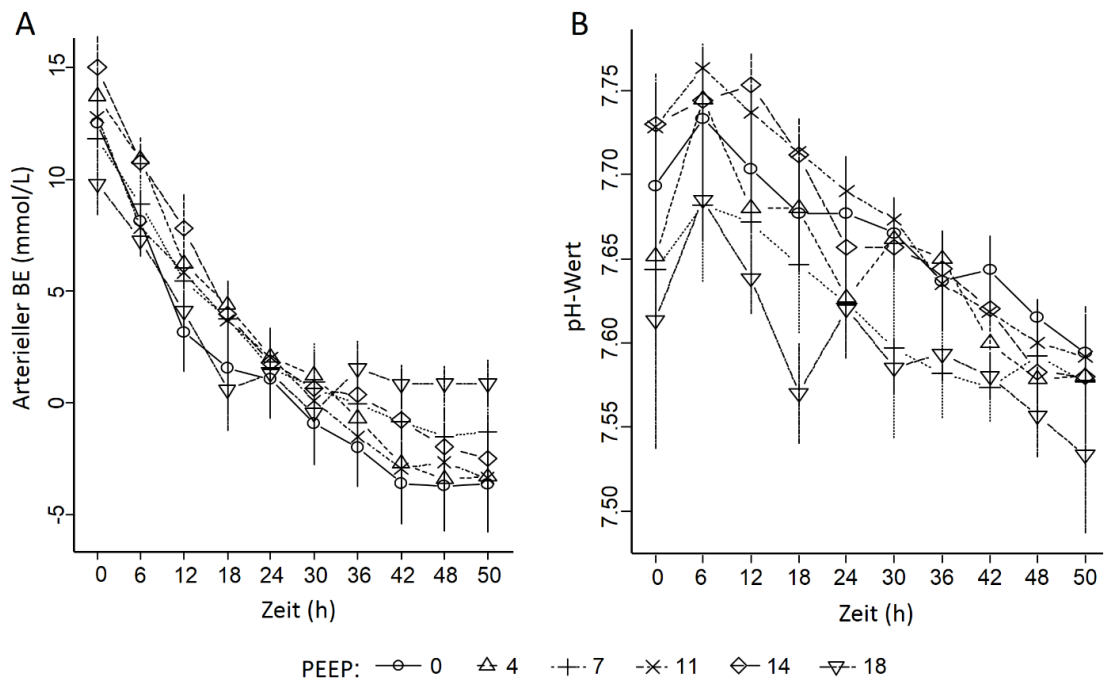 A
Arterieller BE (mmol/L)
15
10
5
0
-5
0 6 12 18 24 30 36 42 48 50
Zeit (h)
B
pH-Wert
7.75
7.70
7.65
7.60
7.55
7.50
0 6 12 18 24 30 36 42 48 50
Zeit (h)
PEEP: 0 4 7 11 14 18